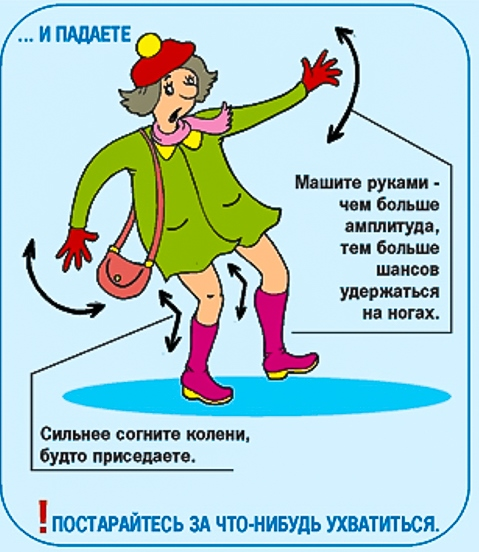 ... И ПАДАЕТЕ
Машите руками -
чем больше
амплитуда,
тем больше
шансов
удержаться
на ногах.
Сильнее согните колени,
будто приседаете.
! ПОСТАРАЙТЕСЬ ЗА ЧТО-НИБУДЬ УХВАТИТЬСЯ.